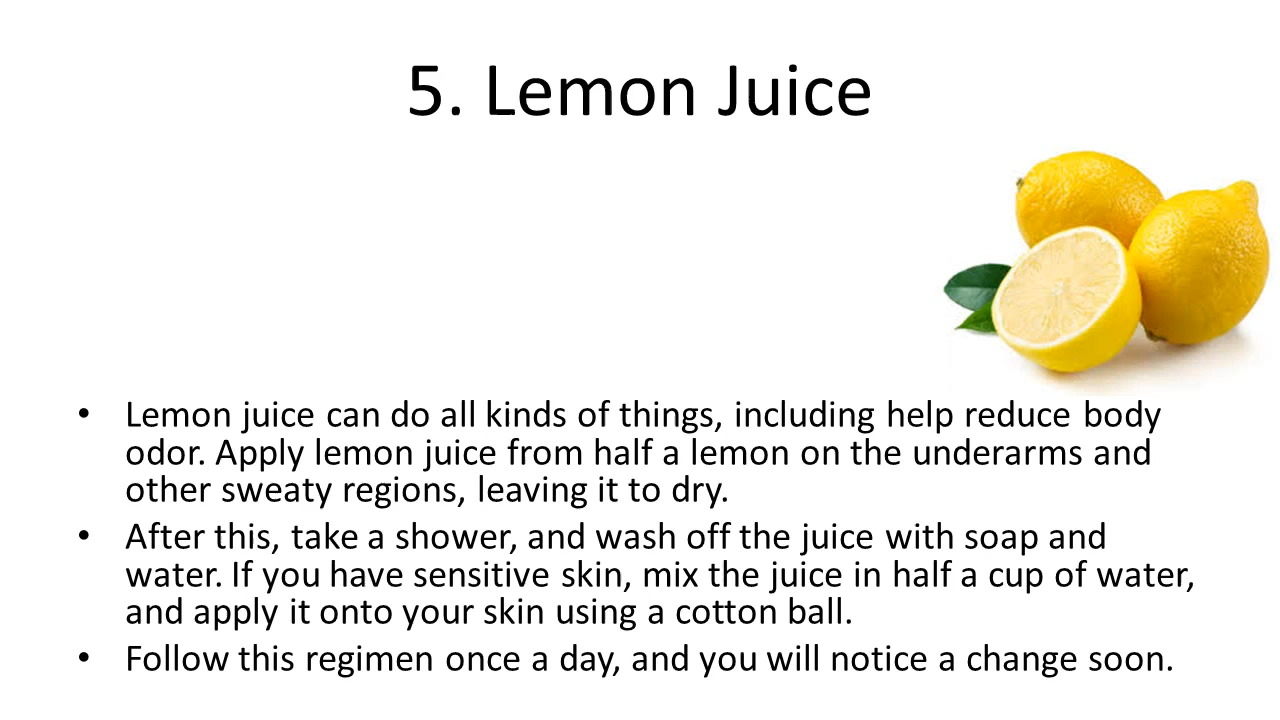 5. Lemon Juice
• Lemon juice can do all kinds of things, including help reduce body
odor. Apply lemon juice from half a lemon on the underarms and
other sweaty regions, leaving it to dry.
• After this, take a shower, and wash off the juice with soap and
water. If you have sensitive skin, mix the juice in half a cup of water,
and apply it onto your skin using a cotton ball.
• Follow this regimen once a day, and you will notice a change soon.